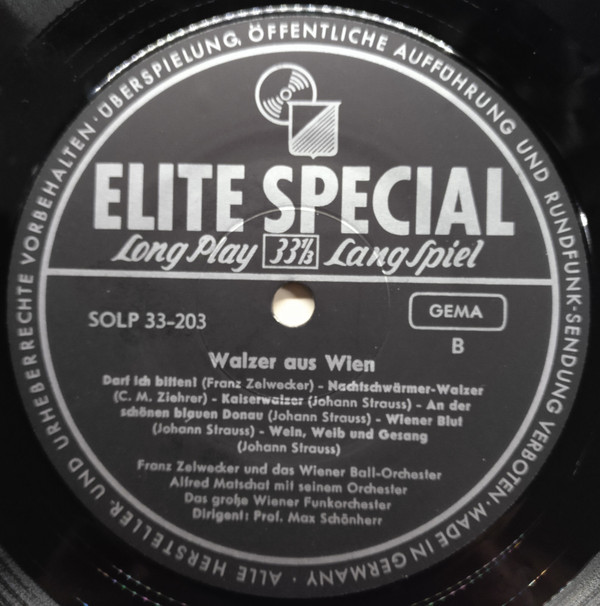 ALLE HERSTELLER- UND URHEBERRECHTE VORBEHALTEN · ÜBERSPIELUNG, ÖFFENTLICHE AUFFÜHRUNG UND RUNDFUNK-SENDUNG VERBOTEN · MADE IN GERMANY ·
ELITE SPECIAL
Long Play 33 1/3 Lang Spiel
SOLP 33-203
GEMA
B
Walzer aus Wien
Darf ich bitten! (Franz Zelwecker) - Nachtschwärmer-Walzer
(C. M. Ziehrer) - Kaiserwalzer (Johann Strauss) - An der
schönen blauen Donau (Johann Strauss) - Wiener Blut
(Johann Strauss) - Wein, Weib und Gesang
(Johann Strauss)
Franz Zelwecker und das Wiener Ball-Orchester
Alfred Matschat mit seinem Orchester
Das große Wiener Funkorchester
Dirigent: Prof. Max Schönherr